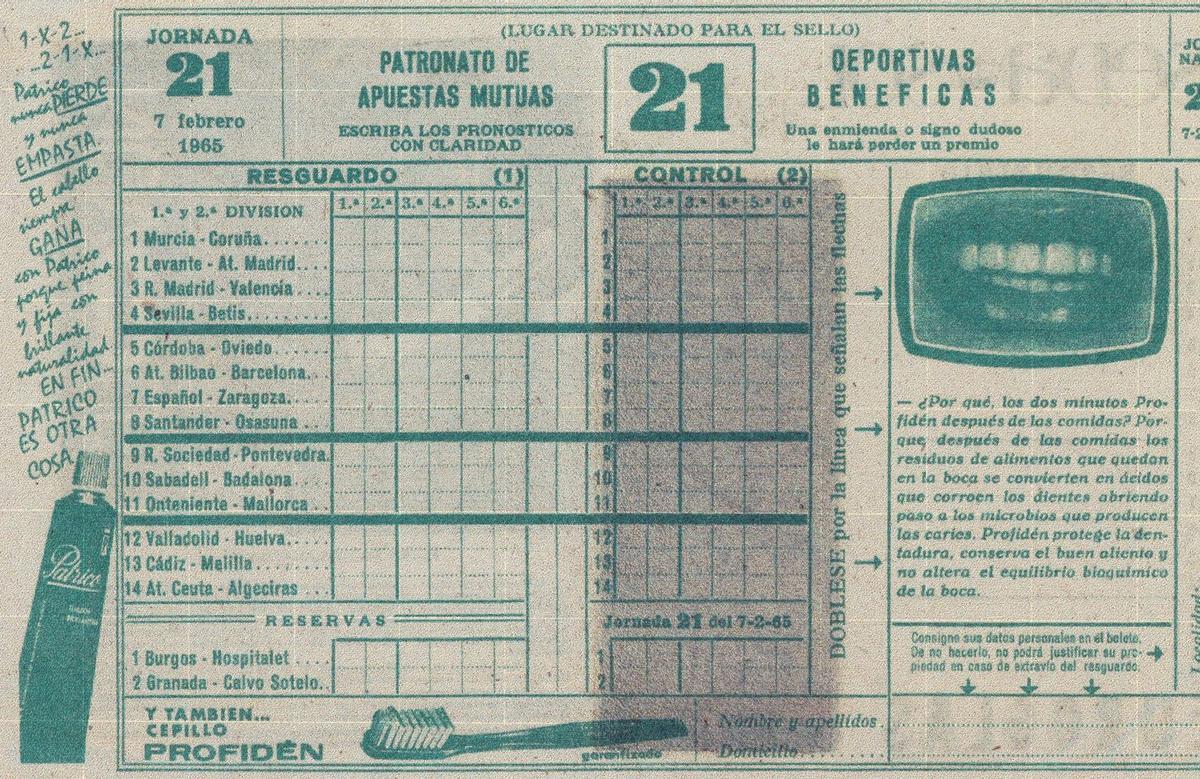 1-X-2...
...2-1-X...
Patrico
nunca PIERDE
y nunca
EMPASTA.
El cabello
siempre
GANA
con Patrico
porque peina
y fija con
brillante
naturalidad
EN FIN...
PATRICO
ES OTRA
COSA
Patrico
JORNADA
21
7 febrero
1965
(LUGAR DESTINADO PARA EL SELLO)
PATRONATO DE
APUESTAS MUTUAS
ESCRIBA LOS PRONOSTICOS
CON CLARIDAD
21
DEPORTIVAS
BENEFICAS
Una enmienda o signo dudoso
le hará perder un premio
RESGUARDO (1)
1.ª y 2.ª DIVISION 1.ª 2.ª 3.ª 4.ª 5.ª 6.ª
1 Murcia - Coruña.......
2 Levante - At. Madrid....
3 R. Madrid - Valencia ....
4 Sevilla - Betis.........
5 Córdoba - Oviedo ......
6 At. Bilbao - Barcelona...
7 Español - Zaragoza.....
8 Santander - Osasuna ...
9 R. Sociedad - Pontevedra.
10 Sabadell - Badalona....
11 Onteniente - Mallorca ...
12 Valladolid - Huelva.....
13 Cádiz - Melilla ........
14 At. Ceuta - Algeciras ...
RESERVAS
1 Burgos - Hospitalet ....
2 Granada - Calvo Sotelo..
CONTROL (2)
1.ª 2.ª 3.ª 4.ª 5.ª 6.ª
1
2
3
4
5
6
7
8
9
10
11
12
13
14
Jornada 21 del 7-2-65
1
2
DOBLESE por la línea que señalan las flechas
— ¿Por qué, los dos minutos Pro-
fidén después de las comidas? Por-
que después de las comidas los
residuos de alimentos que quedan
en la boca se convierten en ácidos
que corroen los dientes abriendo
paso a los microbios que producen
las caries. Profidén protege la den-
tadura, conserva el buen aliento y
no altera el equilibrio bioquímico
de la boca.
Consigne sus datos personales en el boleto.
De no hacerlo, no podrá justificar su pro-
piedad en caso de extravío del resguardo.
Y TAMBIEN...
CEPILLO
PROFIDÉN
garantizado
Nombre y apellidos
Domicilio